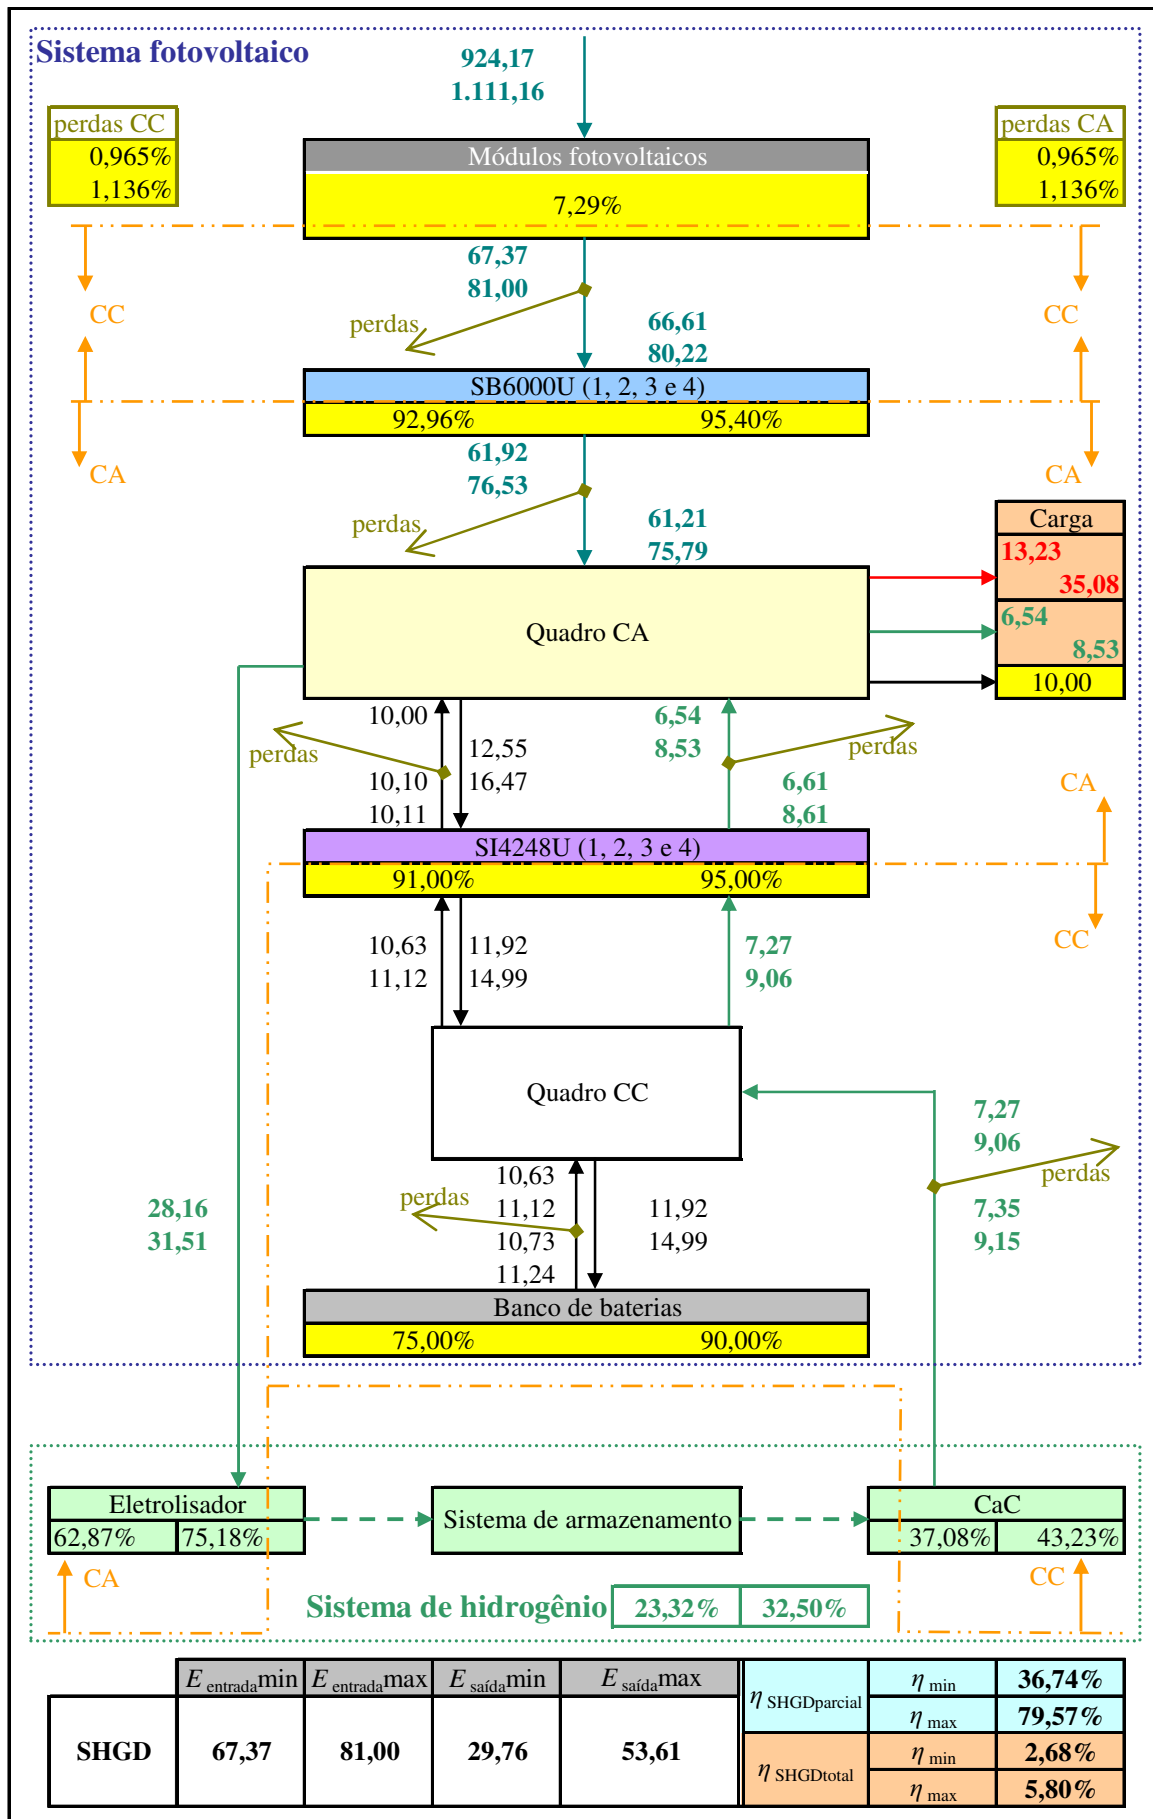 Sistema fotovoltaico
924,17
1.111,16
perdas CC
0,965%
1,136%
perdas CA
0,965%
1,136%
Módulos fotovoltaicos
7,29%
67,37
81,00
perdas
66,61
80,22
CC
CC
SB6000U (1, 2, 3 e 4)
92,96% 95,40%
61,92
76,53
CA
CA
perdas
61,21
75,79
Carga
13,23
35,08
6,54
8,53
10,00
Quadro CA
10,00
12,55
16,47
6,54
8,53
perdas
perdas
10,10
10,11
6,61
8,61
CA
SI4248U (1, 2, 3 e 4)
91,00% 95,00%
CC
10,63
11,12
11,92
14,99
7,27
9,06
Quadro CC
7,27
9,06
perdas
7,35
9,15
10,63
11,12
perdas
10,73
11,24
11,92
14,99
28,16
31,51
Banco de baterias
75,00% 90,00%
Eletrolisador
62,87% 75,18%
Sistema de armazenamento
CaC
37,08% 43,23%
CA
CC
Sistema de hidrogênio 23,32% 32,50%
E entradamin E entradamax E saídamin E saídamax
SHGD 67,37 81,00 29,76 53,61
η SHGDparcial
η min 36,74%
η max 79,57%
η SHGDtotal
η min 2,68%
η max 5,80%